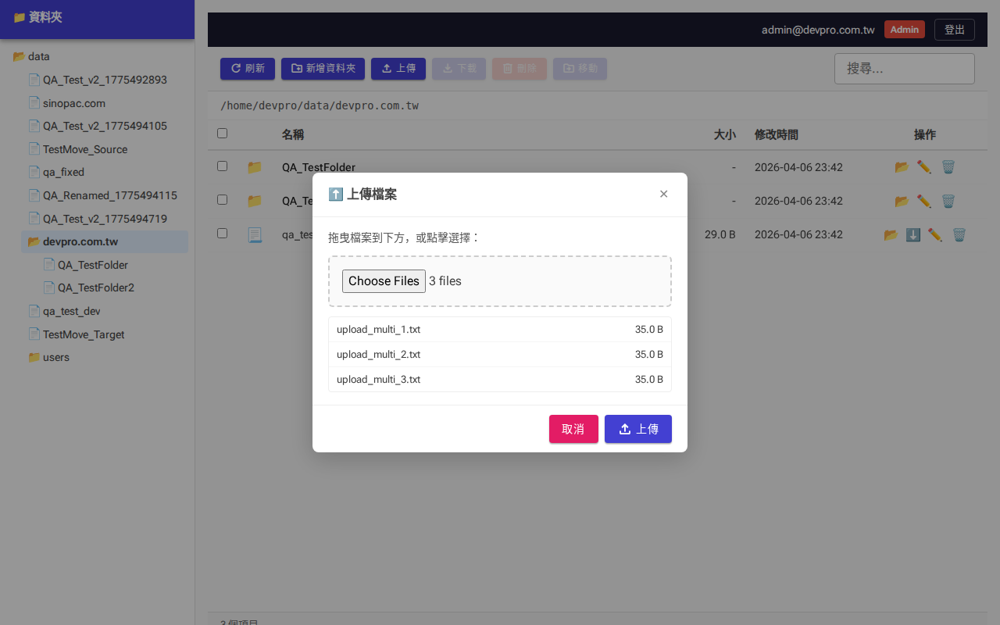 資料夾
data
QA_Test_v2_1775492893
sinopac.com
QA_Test_v2_1775494105
TestMove_Source
qa_fixed
QA_Renamed_1775494115
QA_Test_v2_1775494719
devpro.com.tw
QA_TestFolder
QA_TestFolder2
qa_test_dev
TestMove_Target
users
admin@devpro.com.tw Admin 登出
刷新 新增資料夾 上傳 下載 刪除 移動 搜尋...
/home/devpro/data/devpro.com.tw
名稱 大小 修改時間 操作
QA_TestFolder - 2026-04-06 23:42
QA_Te - 2026-04-06 23:42
qa_tes 29.0 B 2026-04-06 23:42
上傳檔案 ×
拖曳檔案到下方，或點擊選擇：
Choose Files 3 files
upload_multi_1.txt 35.0 B
upload_multi_2.txt 35.0 B
upload_multi_3.txt 35.0 B
取消 上傳
3 個項目